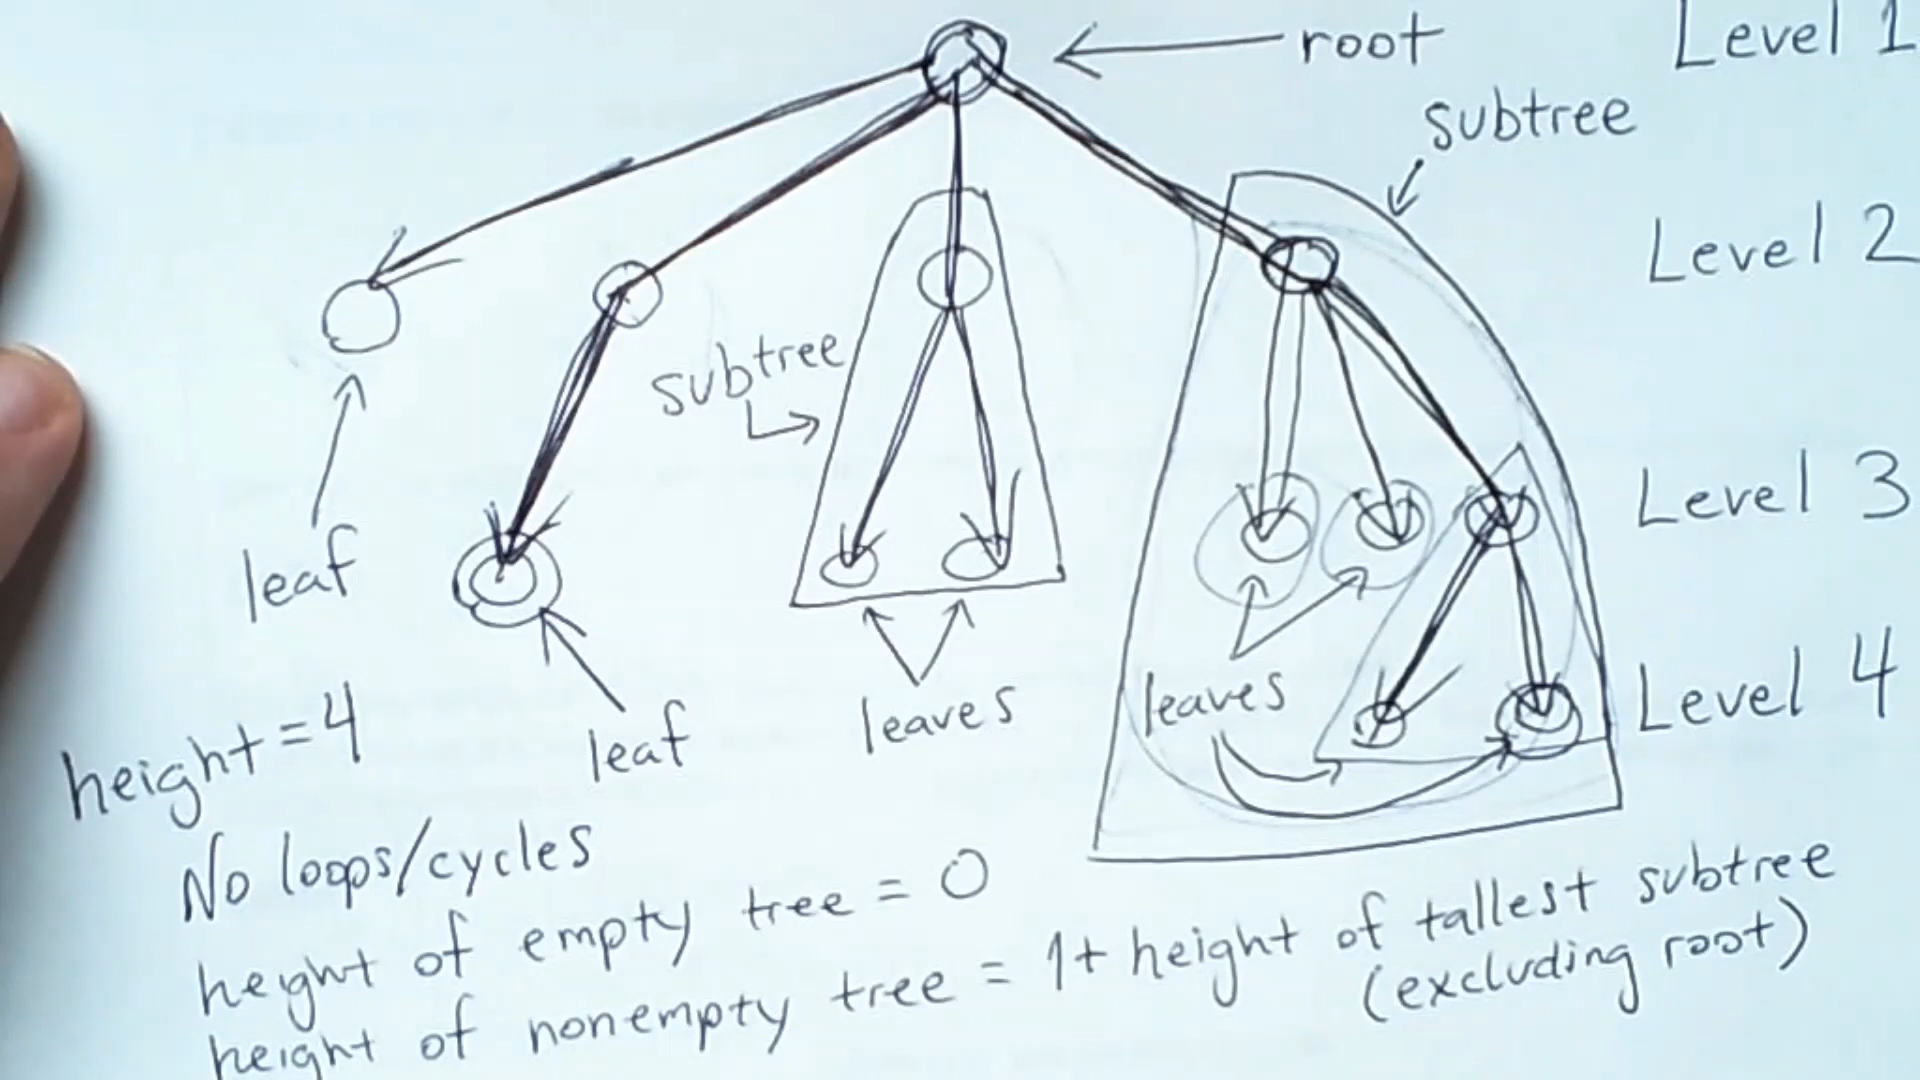 root
Level 1
subtree
Level 2
subtree
Level 3
leaf
leaves
Level 4
leaves
leaf
height = 4
No loops/cycles
height of empty tree = 0
height of nonempty tree = 1+ height of tallest subtree
(excluding root)